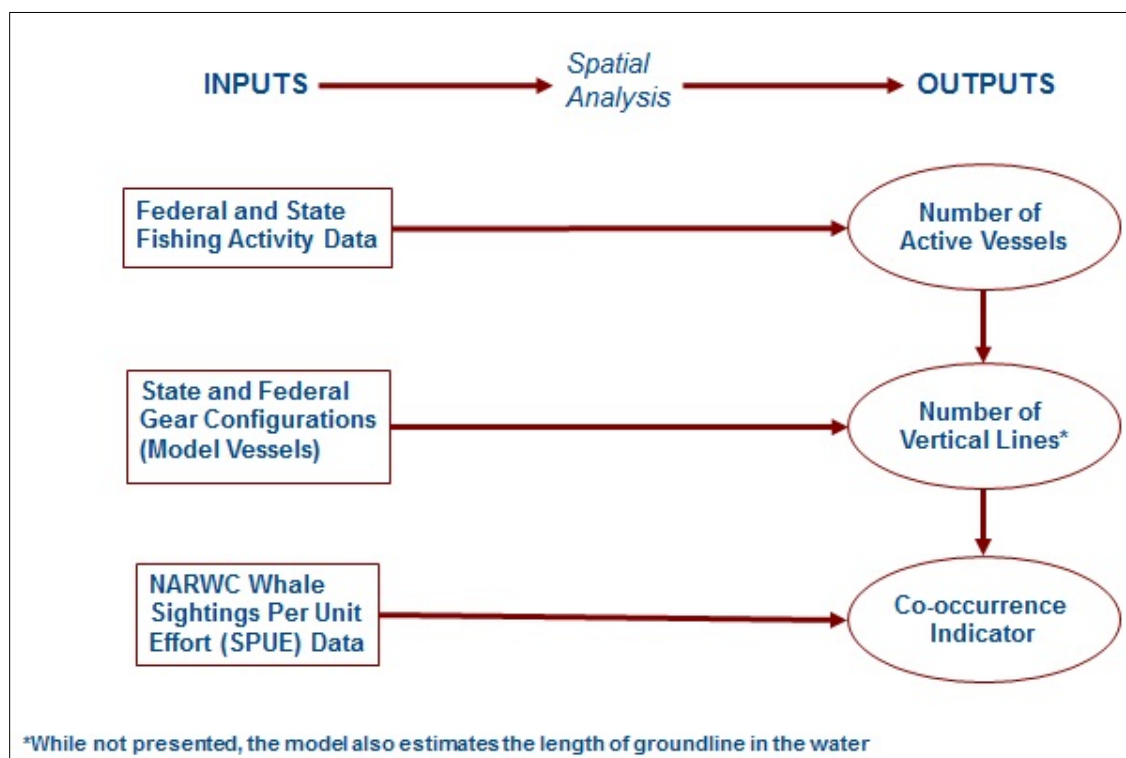 INPUTS
Spatial
Analysis
OUTPUTS
Federal and State
Fishing Activity Data
Number of
Active Vessels
State and Federal
Gear Configurations
(Model Vessels)
Number of
Vertical Lines*
NARWC Whale
Sightings Per Unit
Effort (SPUE) Data
Co-occurrence
Indicator
*While not presented, the model also estimates the length of groundline in the water